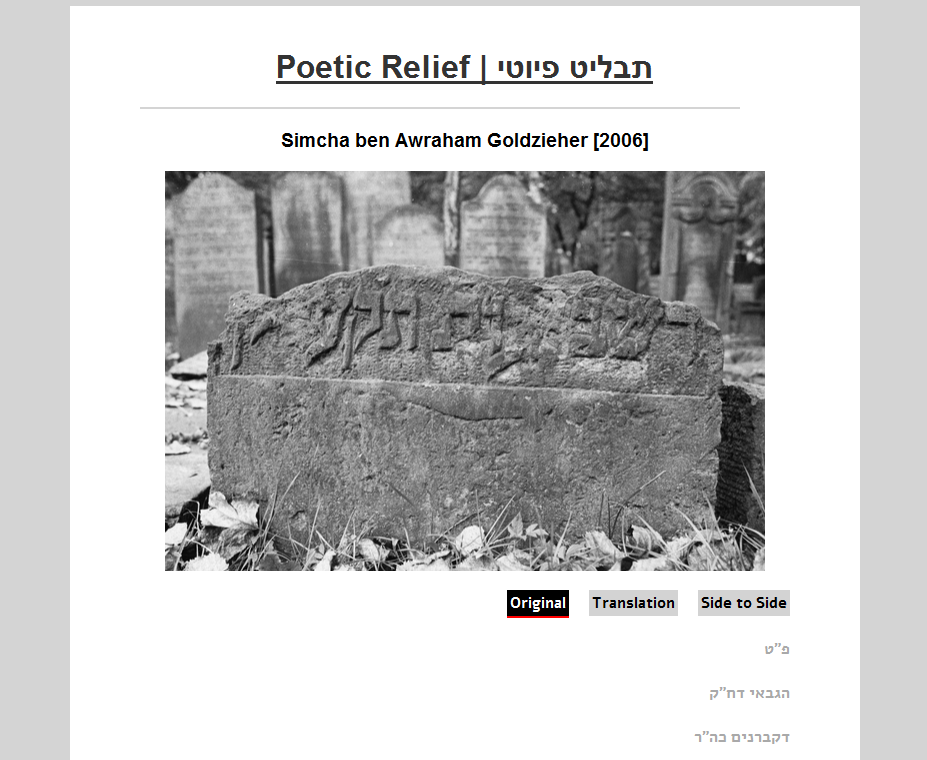 Poetic Relief | תבליט פיוטי
Simcha ben Awraham Goldzieher [2006]
Original Translation Side to Side
פ"ט
הגבאי דח"ק
דקברנים כה"ר